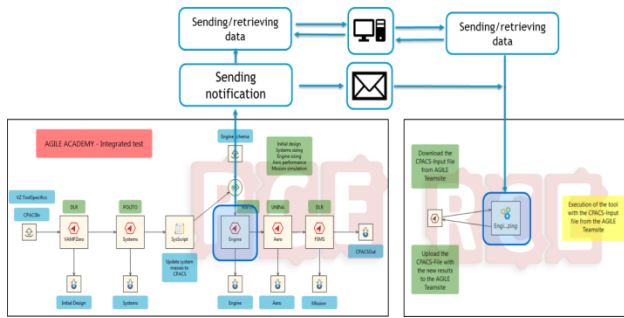 Sending/retrieving
data
Sending/retrieving
data
Sending
notification
AGILE ACADEMY - Integrated test
Engine schema
Initial design
Systems sizing
Engine sizing
Aero performance
Mission simulation
VZ ToolSpecifics
CPACSIn
DLR
POLITO
UNINA
DLR
VAMPZero
Systems
SysScript
Engine
Aero
FSMS
CPACSOut
Update system
masses to
CPACS
Initial Design
Systems
Engine
Aero
Mission
Download the
CPACS-Input file
from AGILE
Teamsite
Engi...zing
Execution of the tool
with the CPACS-Input
file from the AGILE
Teamsite
Upload the
CPACS-File with
the new results
to the AGILE
Teamsite
RCE
RCE